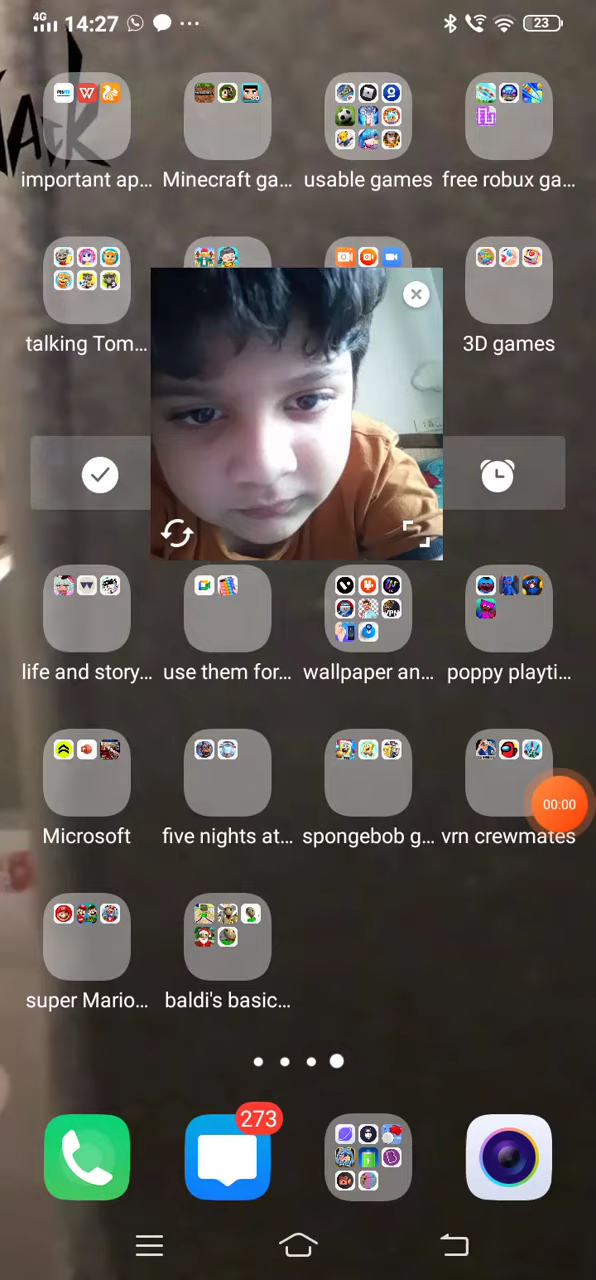 4G 14:27 23
important ap... Minecraft ga... usable games free robux ga...
talking Tom... 3D games
life and story... use them for... wallpaper an... poppy playti...
00:00
Microsoft five nights at... spongebob g... vrn crewmates
super Mario... baldi's basic...
273